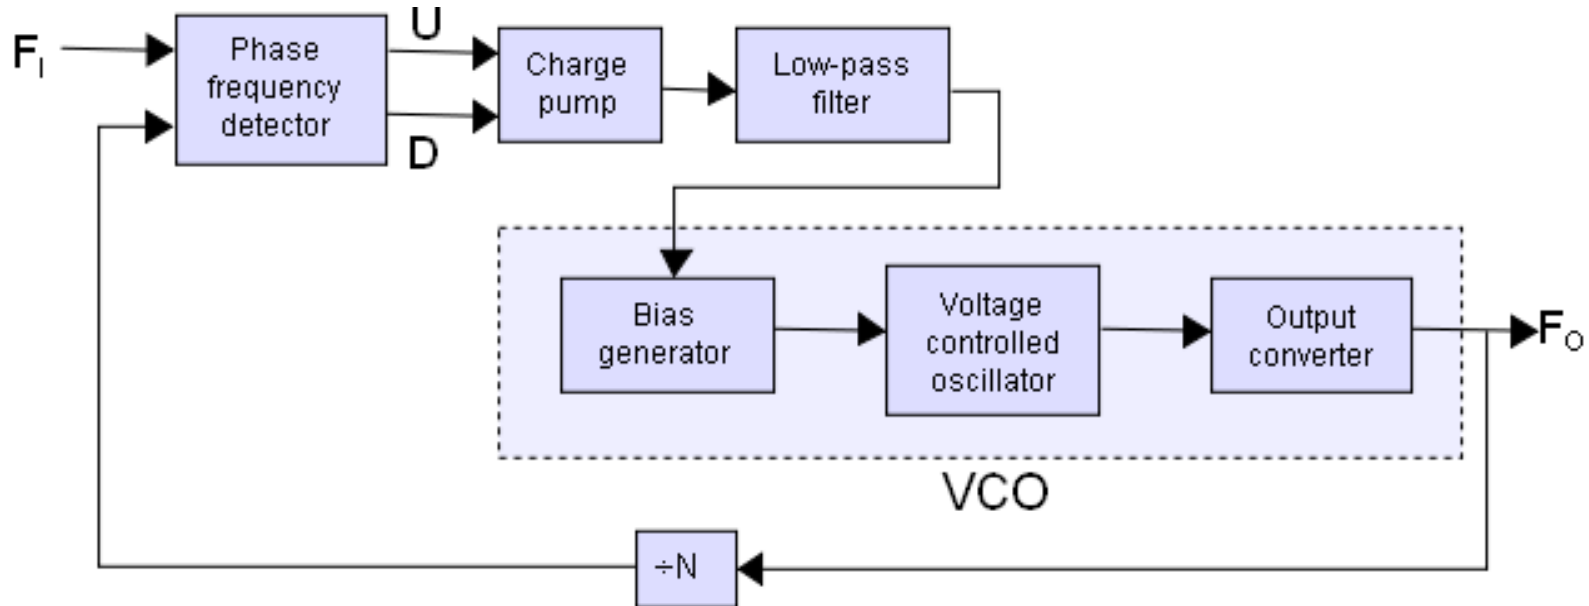 F_I
Phase
frequency
detector
U
D
Charge
pump
Low-pass
filter
Bias
generator
Voltage
controlled
oscillator
Output
converter
F_O
VCO
÷N